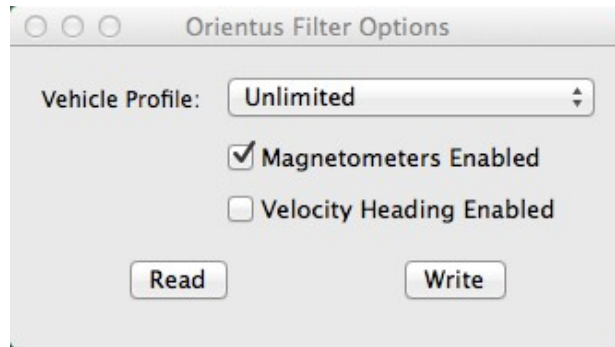 Orientus Filter Options
Vehicle Profile: Unlimited
Magnetometers Enabled
Velocity Heading Enabled
Read Write